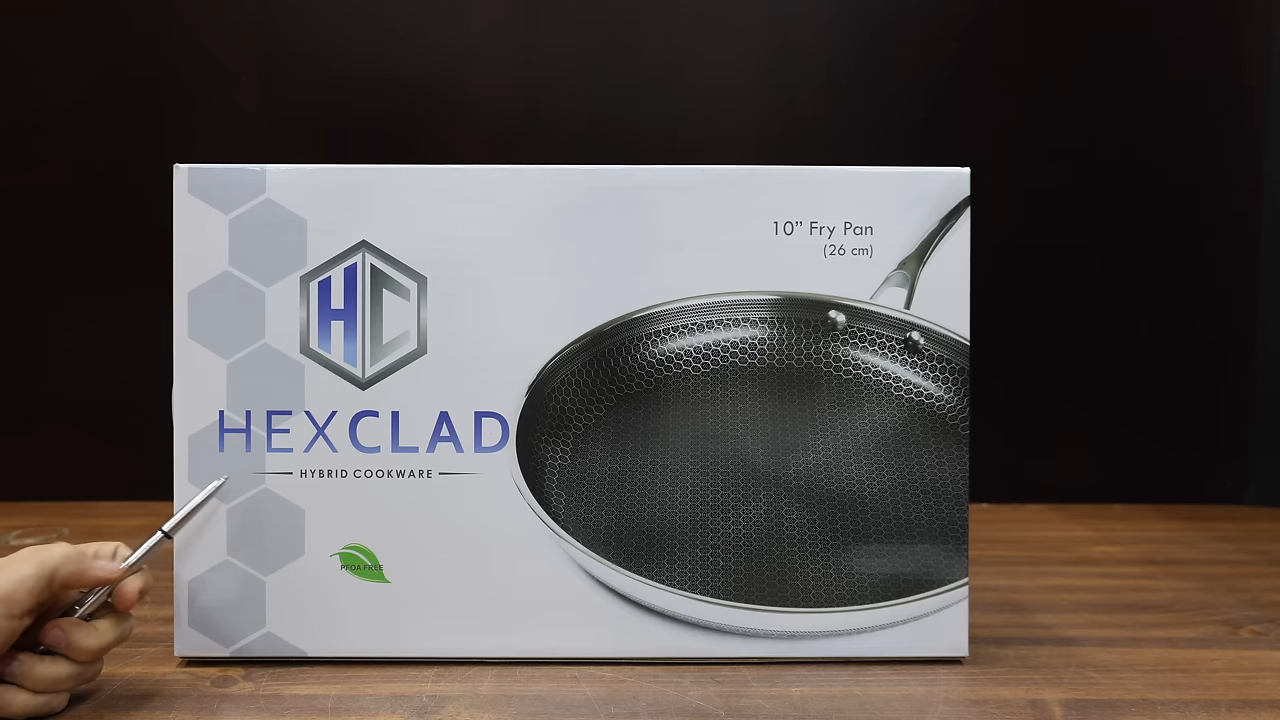 HC
HEXCLAD
HYBRID COOKWARE
PFOA FREE
10” Fry Pan
(26 cm)